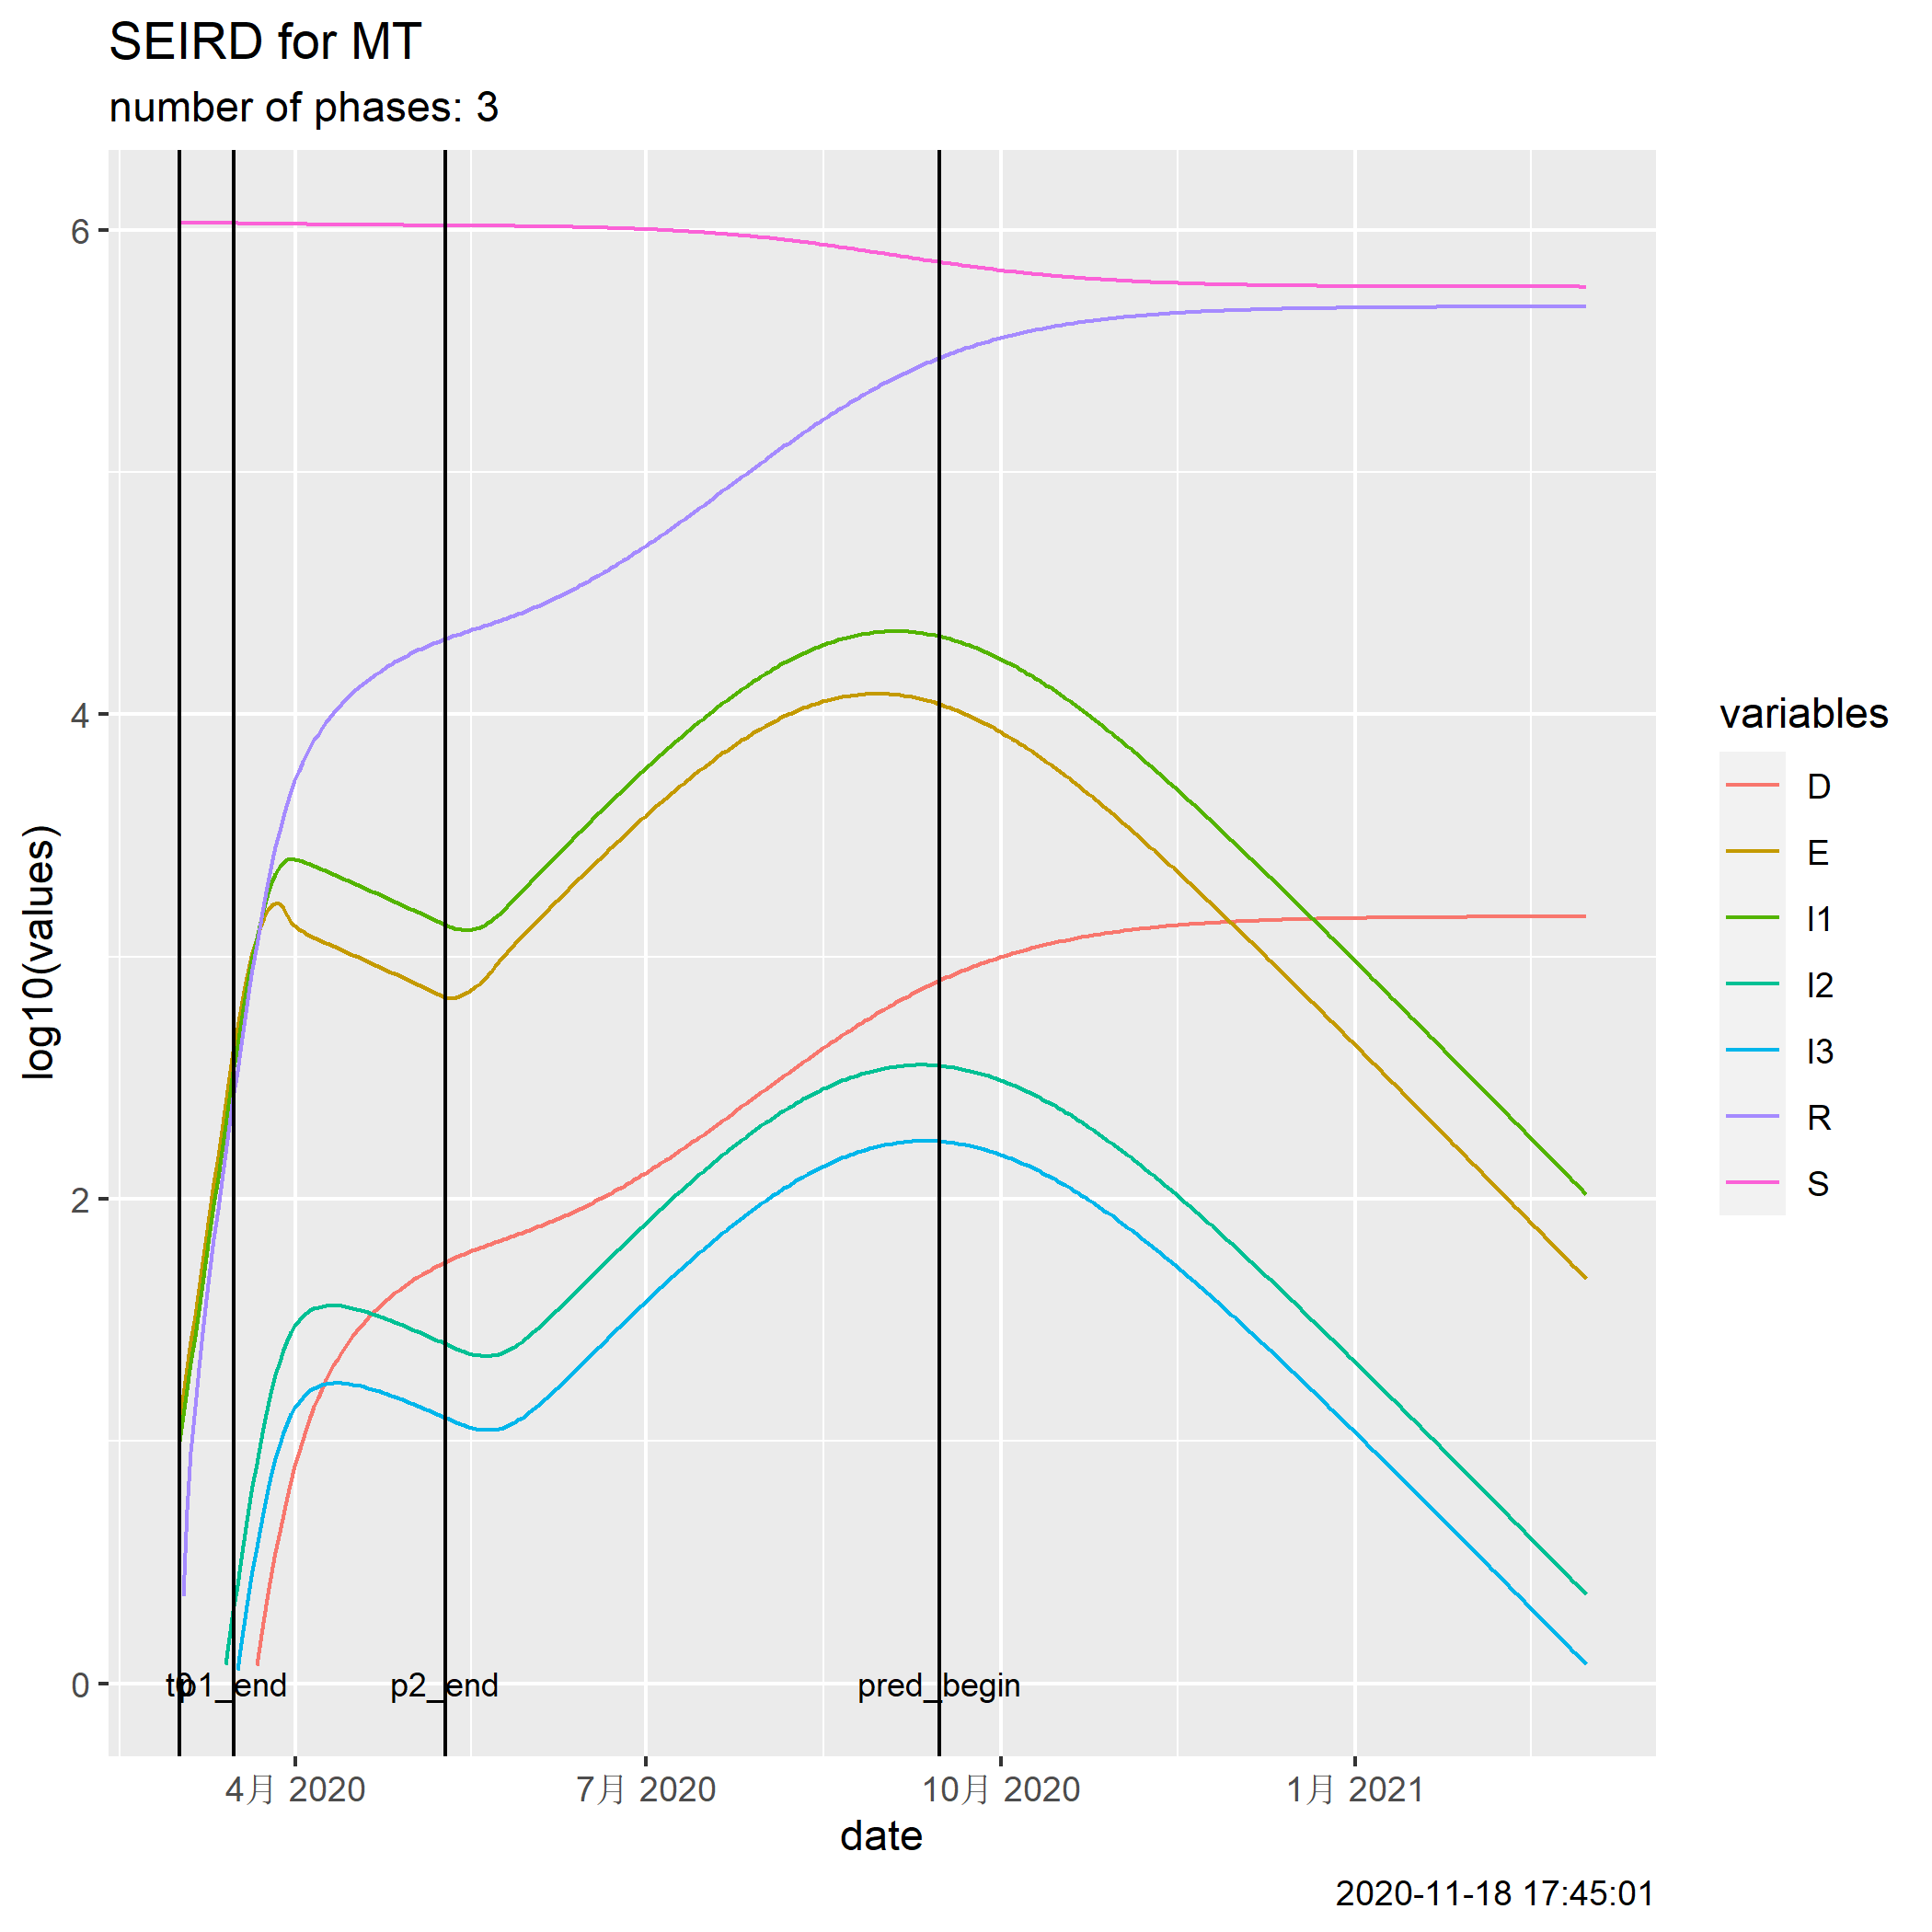 SEIRD for MT
number of phases: 3
6
4
2
0
log10(values)
t0
p1_end
p2_end
pred_begin
4月 2020
7月 2020
10月 2020
1月 2021
date
variables
D
E
I1
I2
I3
R
S
2020-11-18 17:45:01